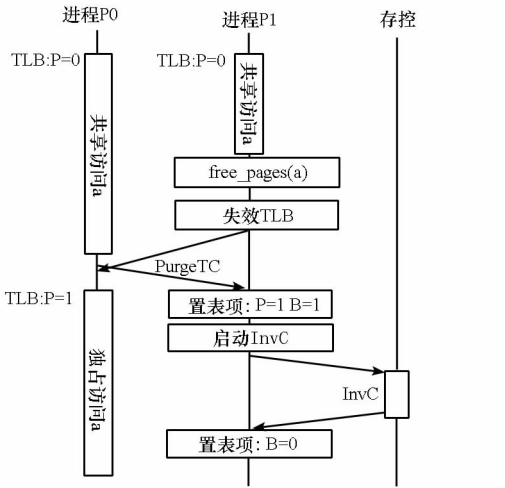 进程P0
进程P1
存控
TLB:P=0
TLB:P=0
共享访问a
共享访问a
free_pages(a)
失效TLB
PurgeTC
TLB:P=1
置表项: P=1 B=1
启动InvC
独占访问a
InvC
置表项: B=0